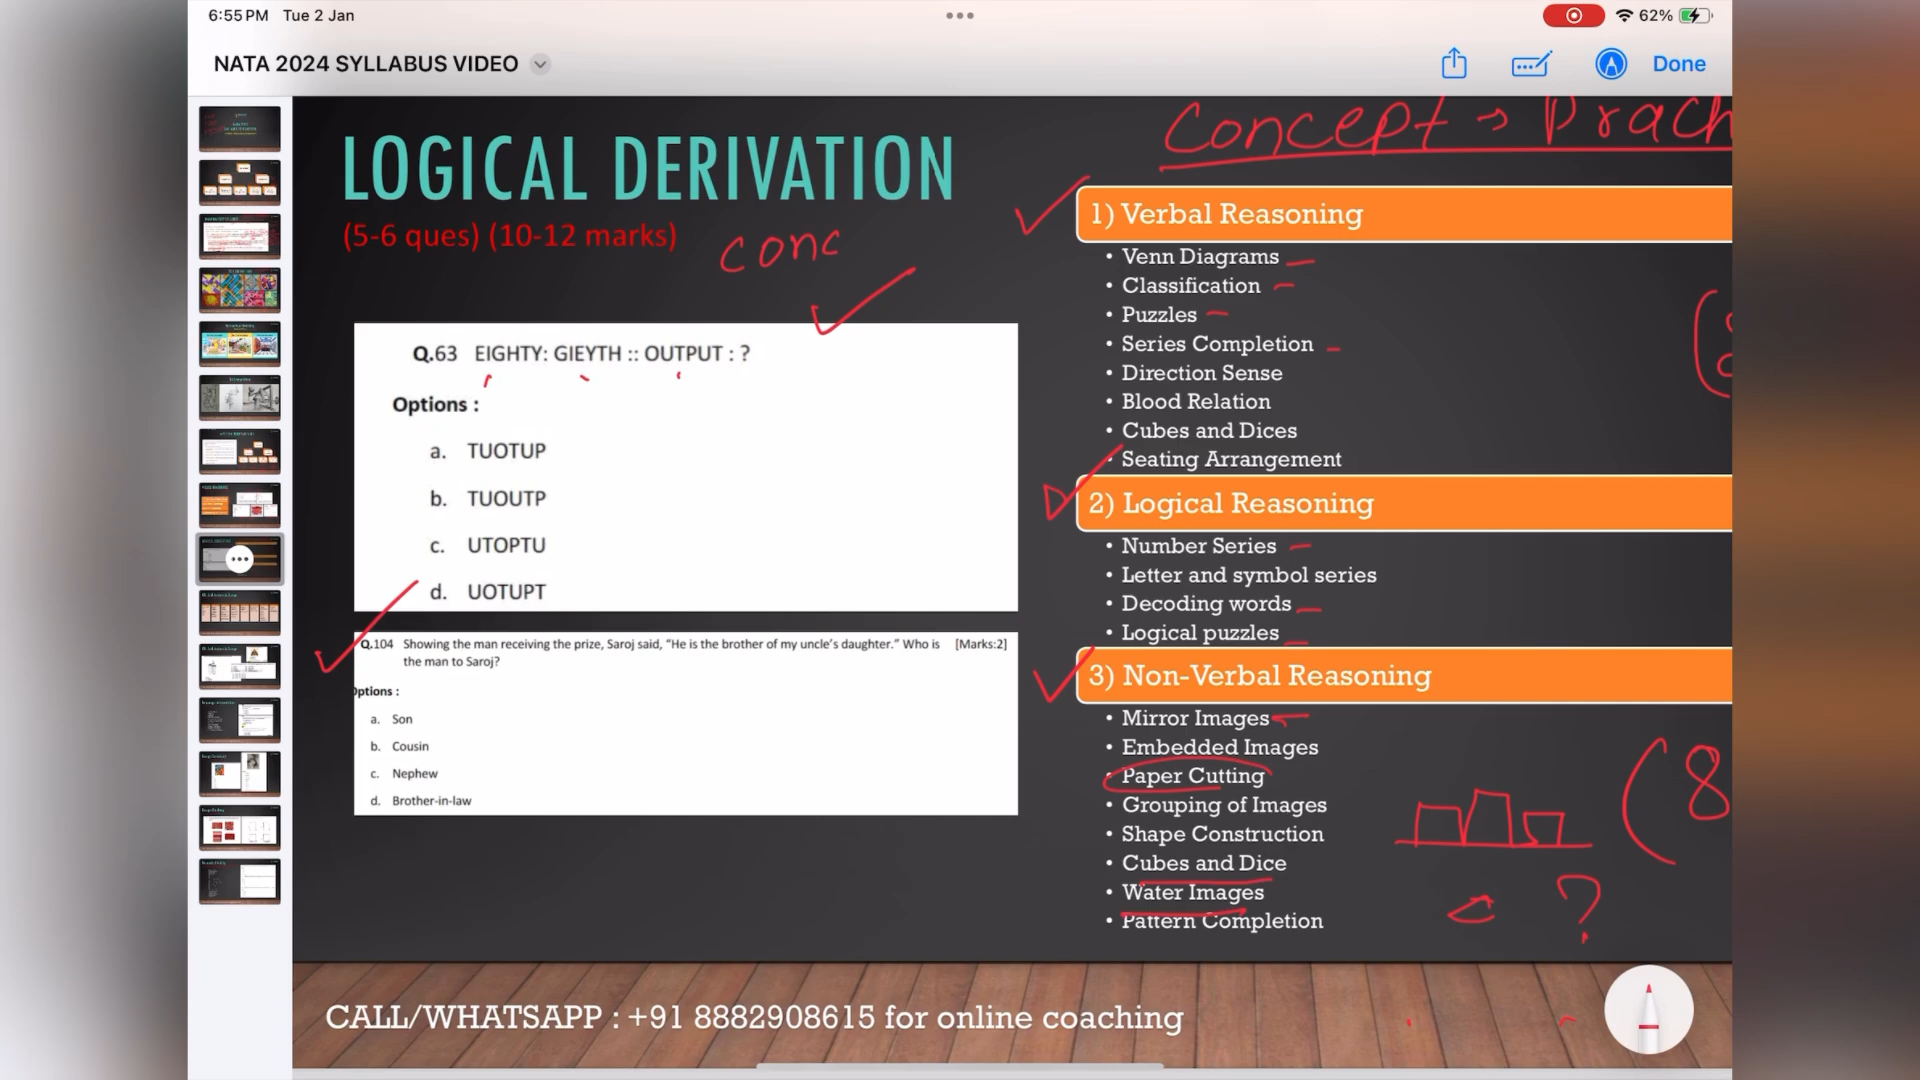 6:55 PM Tue 2 Jan
62%
NATA 2024 SYLLABUS VIDEO
Done
LOGICAL DERIVATION
(5-6 ques) (10-12 marks)
conc
Q.63 EIGHTY: GIEYTH :: OUTPUT : ?
Options :
a. TUOTUP
b. TUOUTP
c. UTOPTU
d. UOTUPT
Q.104 Showing the man receiving the prize, Saroj said, “He is the brother of my uncle's daughter.” Who is [Marks:2]
the man to Saroj?
Options :
a. Son
b. Cousin
c. Nephew
d. Brother-in-law
Concept → Prach
1) Verbal Reasoning
• Venn Diagrams
• Classification
• Puzzles
• Series Completion
• Direction Sense
• Blood Relation
• Cubes and Dices
• Seating Arrangement
2) Logical Reasoning
• Number Series
• Letter and symbol series
• Decoding words
• Logical puzzles
3) Non-Verbal Reasoning
• Mirror Images
• Embedded Images
• Paper Cutting
• Grouping of Images
• Shape Construction
• Cubes and Dice
• Water Images
• Pattern Completion
(8
?
CALL/WHATSAPP : +91 8882908615 for online coaching